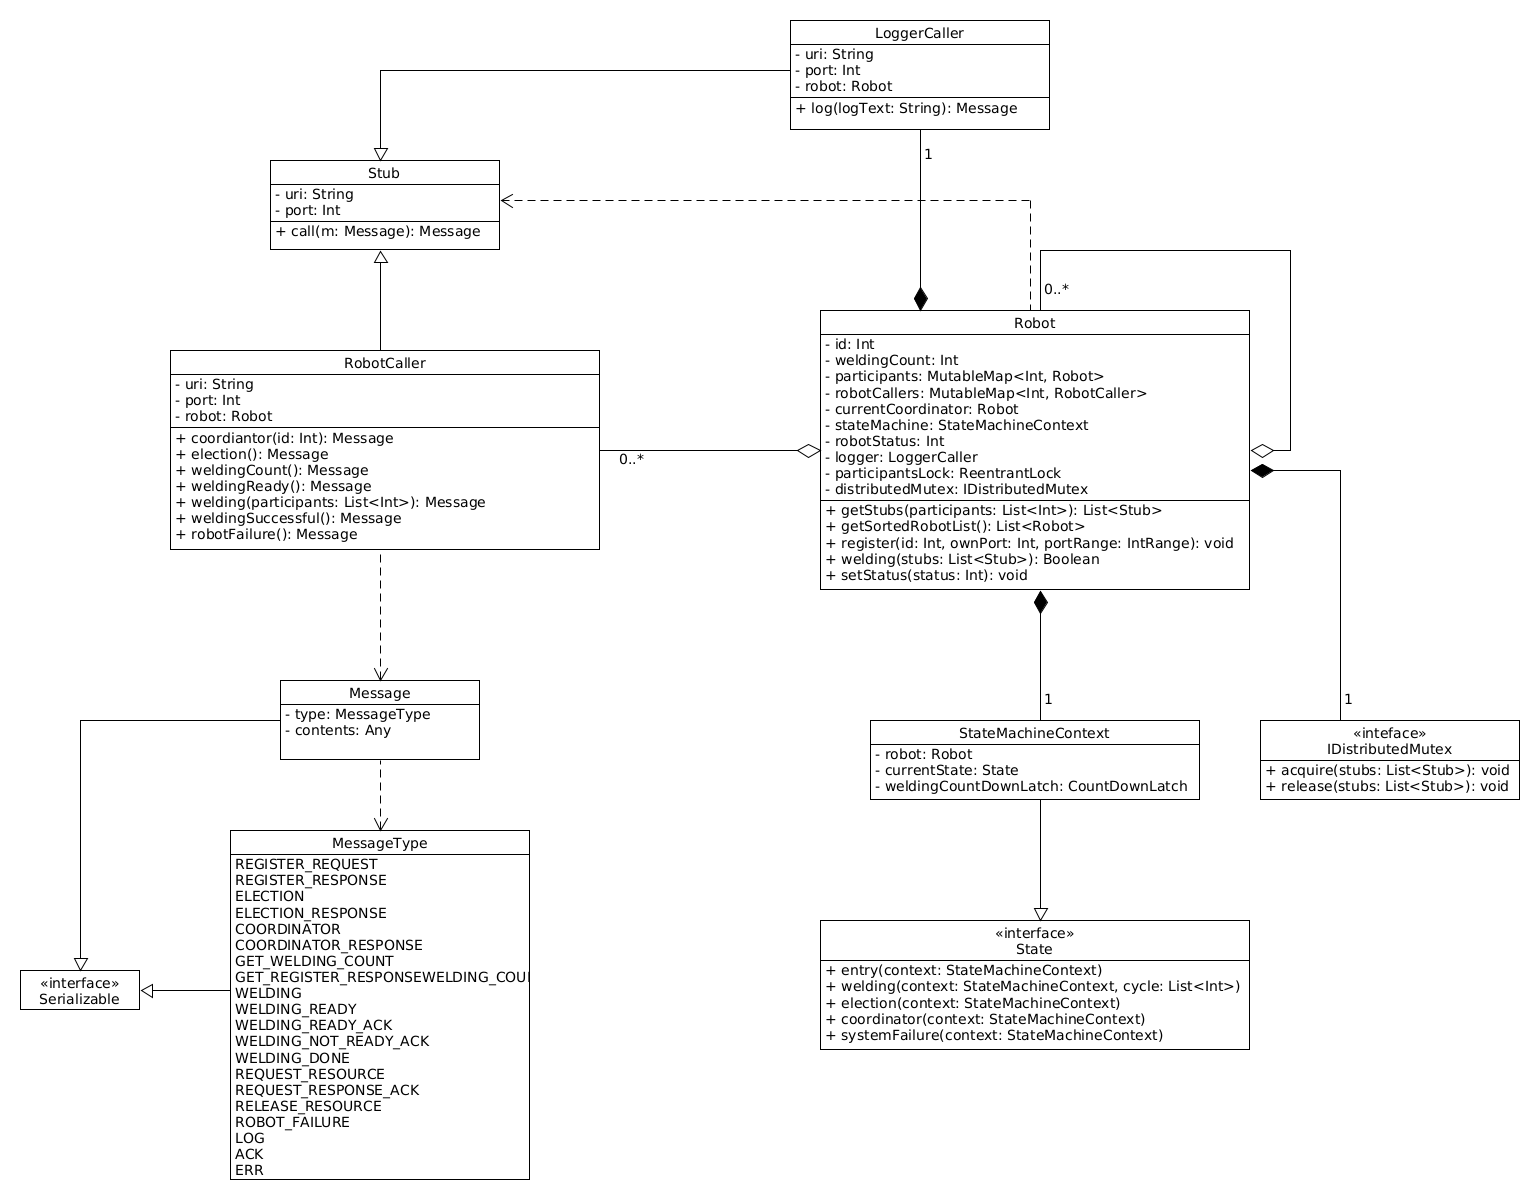 LoggerCaller
- uri: String
- port: Int
- robot: Robot
+ log(logText: String): Message
1
Stub
- uri: String
- port: Int
+ call(m: Message): Message
0..*
Robot
- id: Int
- weldingCount: Int
- participants: MutableMap<Int, Robot>
- robotCallers: MutableMap<Int, RobotCaller>
- currentCoordinator: Robot
- stateMachine: StateMachineContext
- robotStatus: Int
- logger: LoggerCaller
- participantsLock: ReentrantLock
- distributedMutex: IDistributedMutex
+ getStubs(participants: List<Int>): List<Stub>
+ getSortedRobotList(): List<Robot>
+ register(id: Int, ownPort: Int, portRange: IntRange): void
+ welding(stubs: List<Stub>): Boolean
+ setStatus(status: Int): void
RobotCaller
- uri: String
- port: Int
- robot: Robot
+ coordiantor(id: Int): Message
+ election(): Message
+ weldingCount(): Message
+ weldingReady(): Message
+ welding(participants: List<Int>): Message
+ weldingSuccessful(): Message
+ robotFailure(): Message
0..*
Message
- type: MessageType
- contents: Any
1
StateMachineContext
- robot: Robot
- currentState: State
- weldingCountDownLatch: CountDownLatch
1
«inteface»
IDistributedMutex
+ acquire(stubs: List<Stub>): void
+ release(stubs: List<Stub>): void
MessageType
REGISTER_REQUEST
REGISTER_RESPONSE
ELECTION
ELECTION_RESPONSE
COORDINATOR
COORDINATOR_RESPONSE
GET_WELDING_COUNT
GET_REGISTER_RESPONSEWELDING_COU
WELDING
WELDING_READY
WELDING_READY_ACK
WELDING_NOT_READY_ACK
WELDING_DONE
REQUEST_RESOURCE
REQUEST_RESPONSE_ACK
RELEASE_RESOURCE
ROBOT_FAILURE
LOG
ACK
ERR
«interface»
Serializable
«interface»
State
+ entry(context: StateMachineContext)
+ welding(context: StateMachineContext, cycle: List<Int>)
+ election(context: StateMachineContext)
+ coordinator(context: StateMachineContext)
+ systemFailure(context: StateMachineContext)